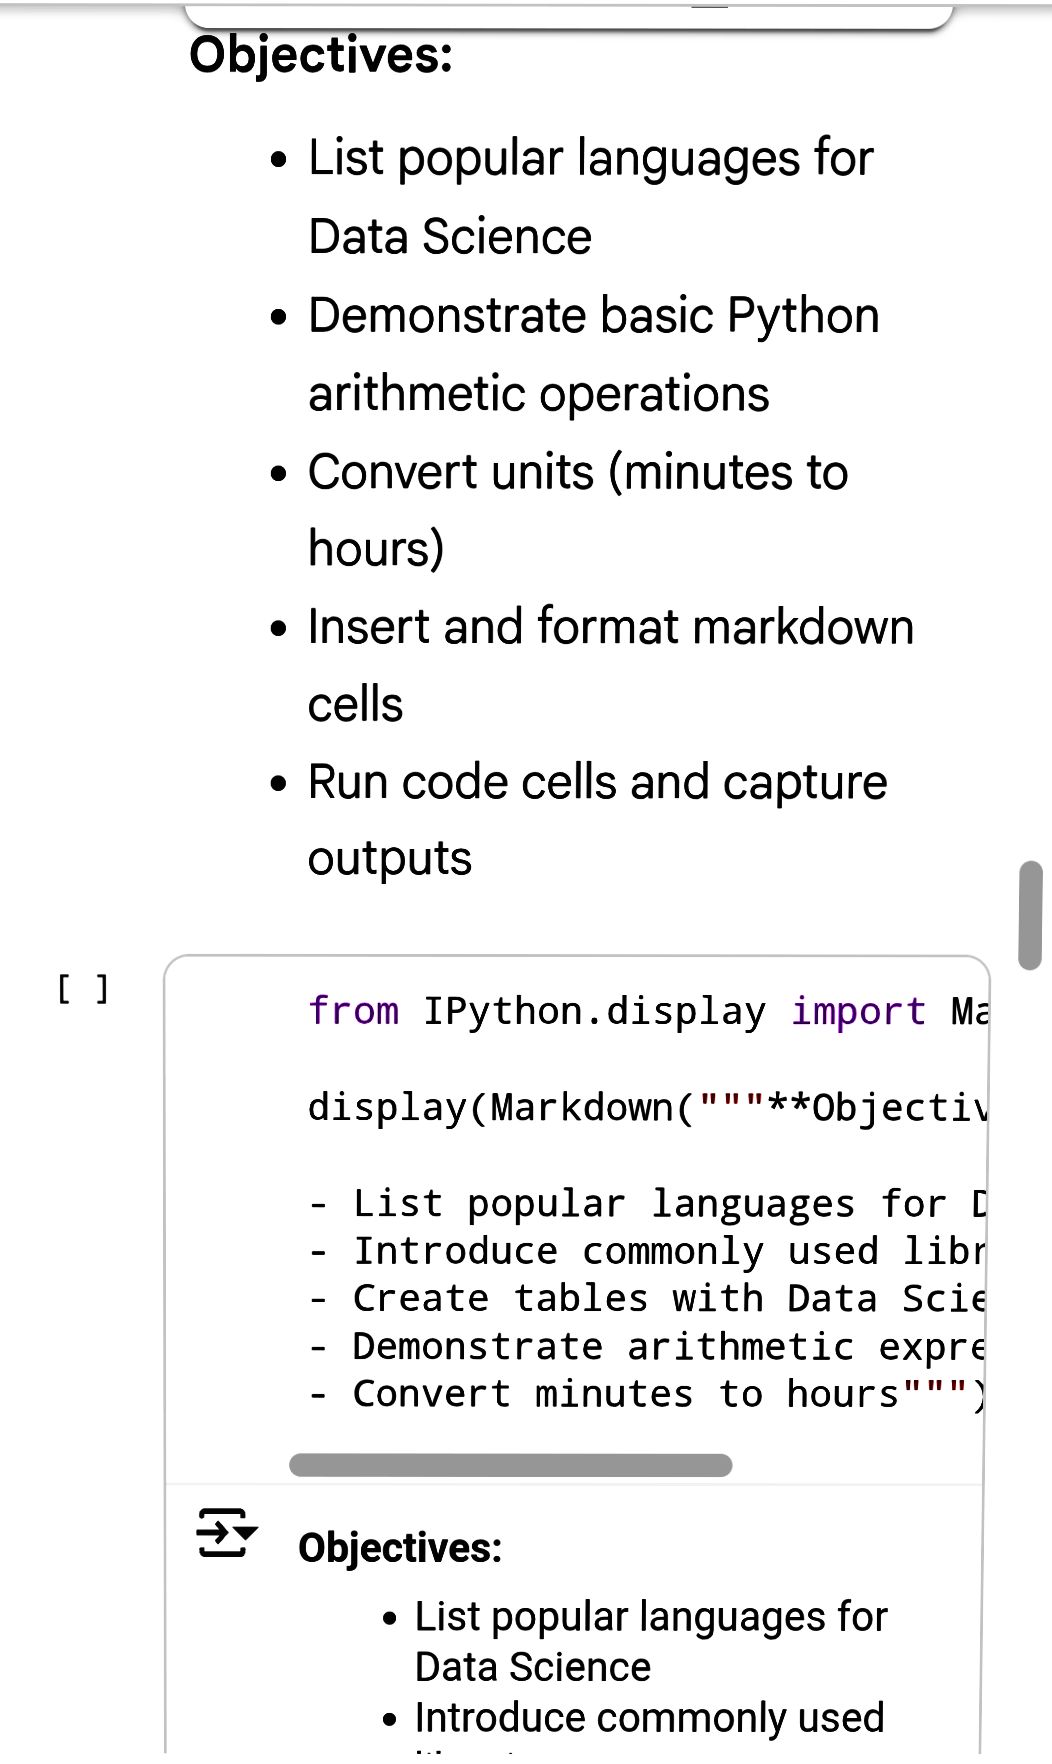 Objectives:
• List popular languages for
Data Science
• Demonstrate basic Python
arithmetic operations
• Convert units (minutes to
hours)
• Insert and format markdown
cells
• Run code cells and capture
outputs
[ ]
from IPython.display import Ma
display(Markdown("""**Objectiv
- List popular languages for D
- Introduce commonly used libr
- Create tables with Data Scie
- Demonstrate arithmetic expre
- Convert minutes to hours""")
Objectives:
• List popular languages for
Data Science
• Introduce commonly used